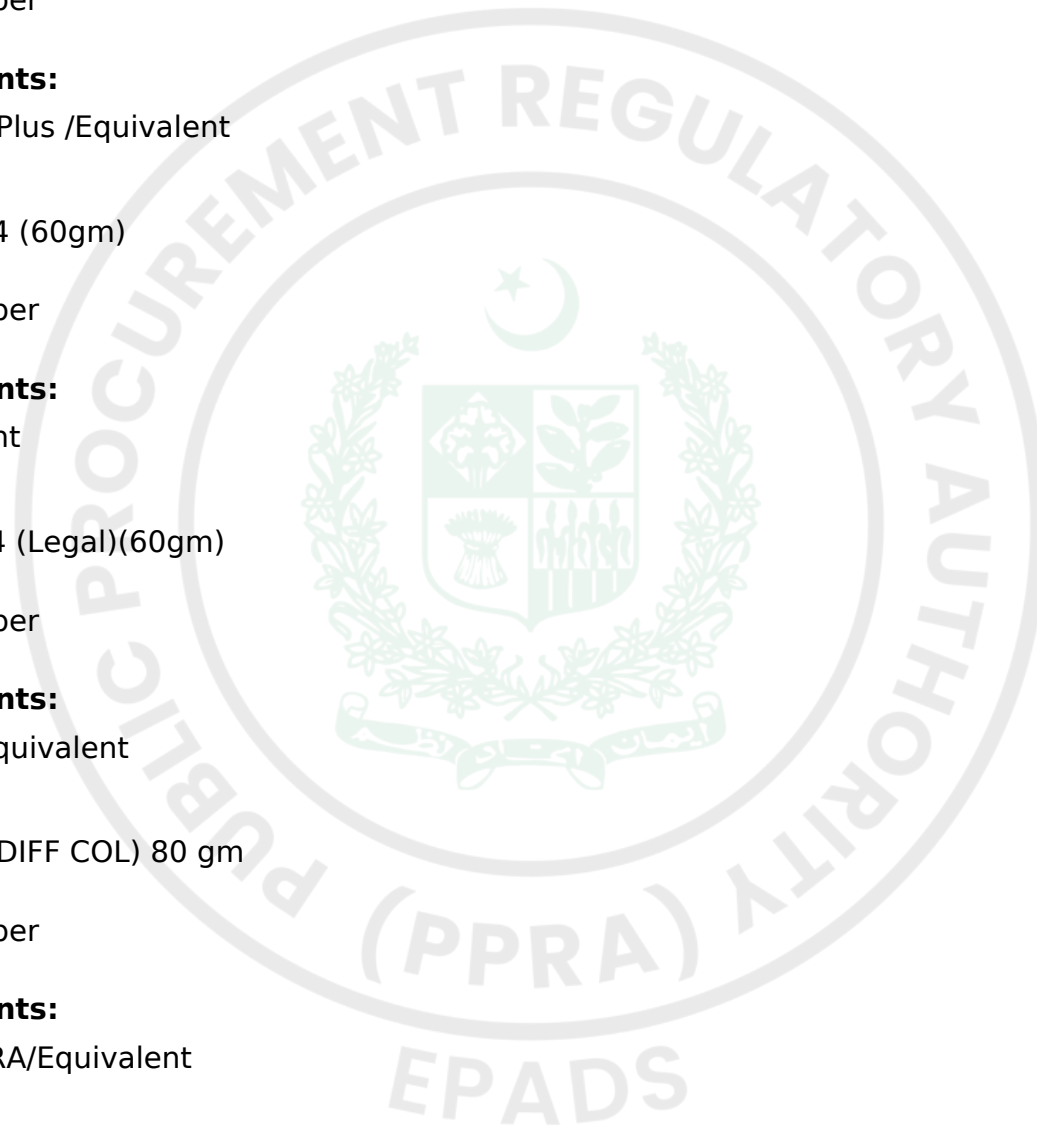 per
nts:
Plus /Equivalent
4 (60gm)
per
nts:
nt
4 (Legal)(60gm)
per
nts:
quivalent
DIFF COL) 80 gm
per
nts:
RA/Equivalent
PUBLIC PROCUREMENT REGULATORY AUTHORITY
(PPRA)
EPADS